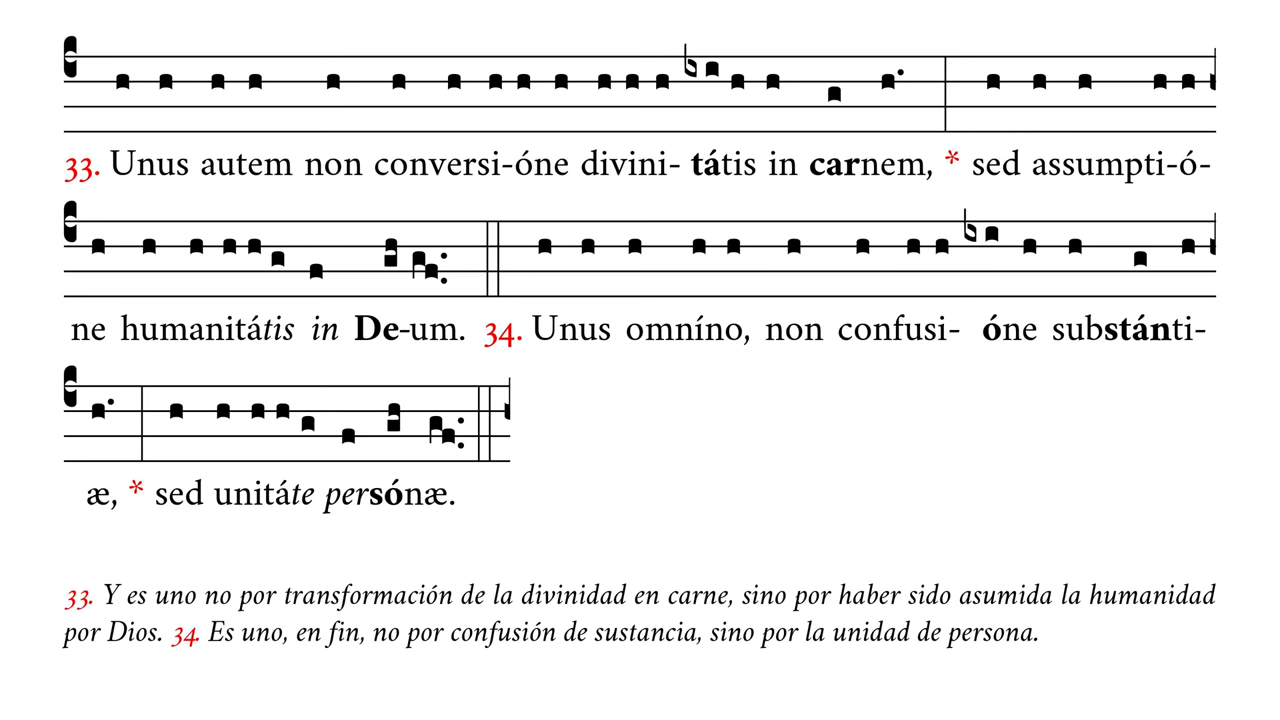 33. Unus autem non conversi-óne divini- tátis in carnem, * sed assumpti-ó-
ne humanitátis in De-um. 34. Unus omníno, non confusi- óne substánti-
æ, * sed unitáte persónæ.
33. Y es uno no por transformación de la divinidad en carne, sino por haber sido asumida la humanidad
por Dios. 34. Es uno, en fin, no por confusión de sustancia, sino por la unidad de persona.